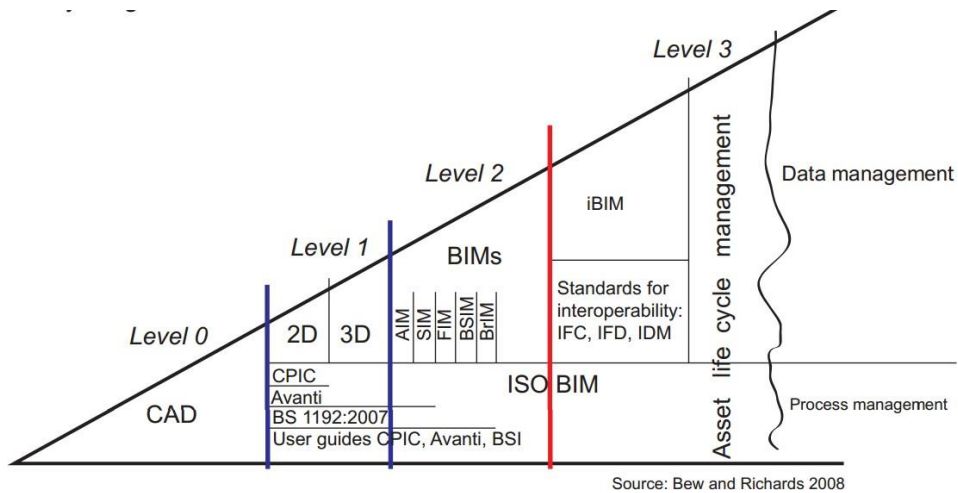 Level 3
Level 2
Level 1
Level 0
Data management
iBIM
BIMs
Standards for
interoperability:
IFC, IFD, IDM
2D
3D
AIM
SIM
FIM
BSIM
BrIM
Asset life cycle management
CPIC
ISO BIM
Avanti
CAD
BS 1192:2007
User guides CPIC, Avanti, BSI
Process management
Source: Bew and Richards 2008